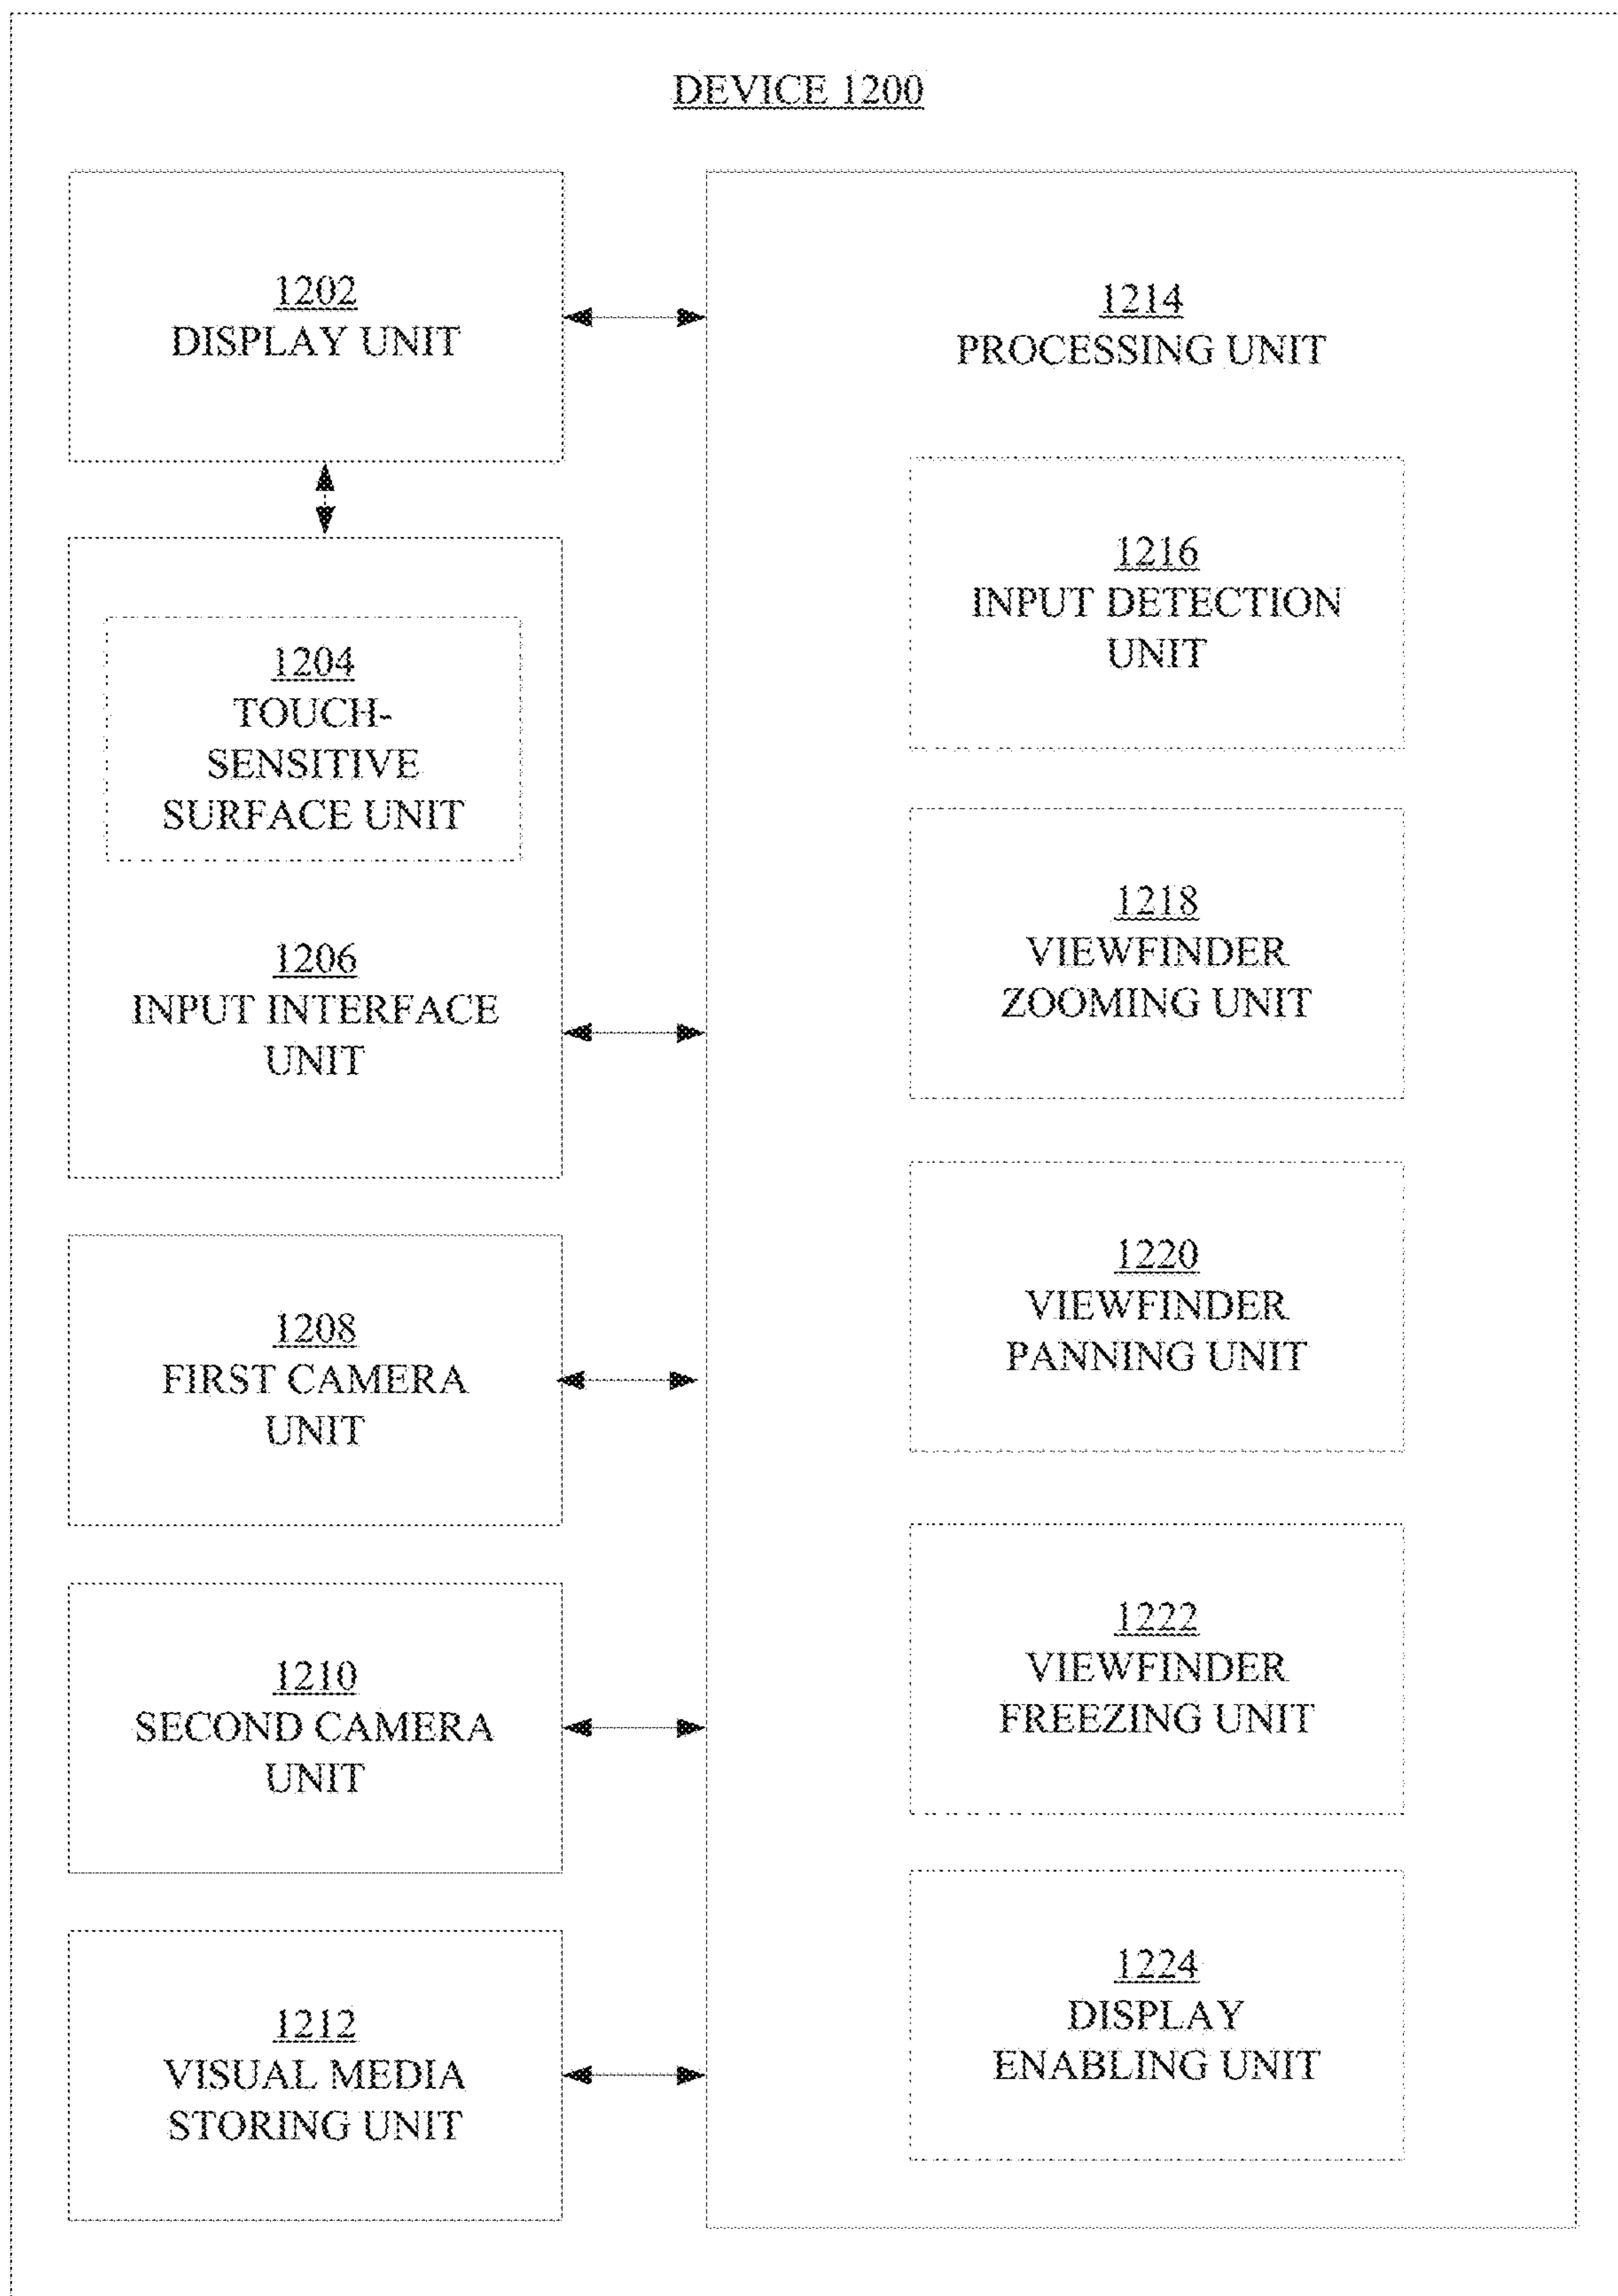 DEVICE 1200
1202
DISPLAY UNIT
1204
TOUCH-
SENSITIVE
SURFACE UNIT
1206
INPUT INTERFACE
UNIT
1208
FIRST CAMERA
UNIT
1210
SECOND CAMERA
UNIT
1212
VISUAL MEDIA
STORING UNIT
1214
PROCESSING UNIT
1216
INPUT DETECTION
UNIT
1218
VIEWFINDER
ZOOMING UNIT
1220
VIEWFINDER
PANNING UNIT
1222
VIEWFINDER
FREEZING UNIT
1224
DISPLAY
ENABLING UNIT